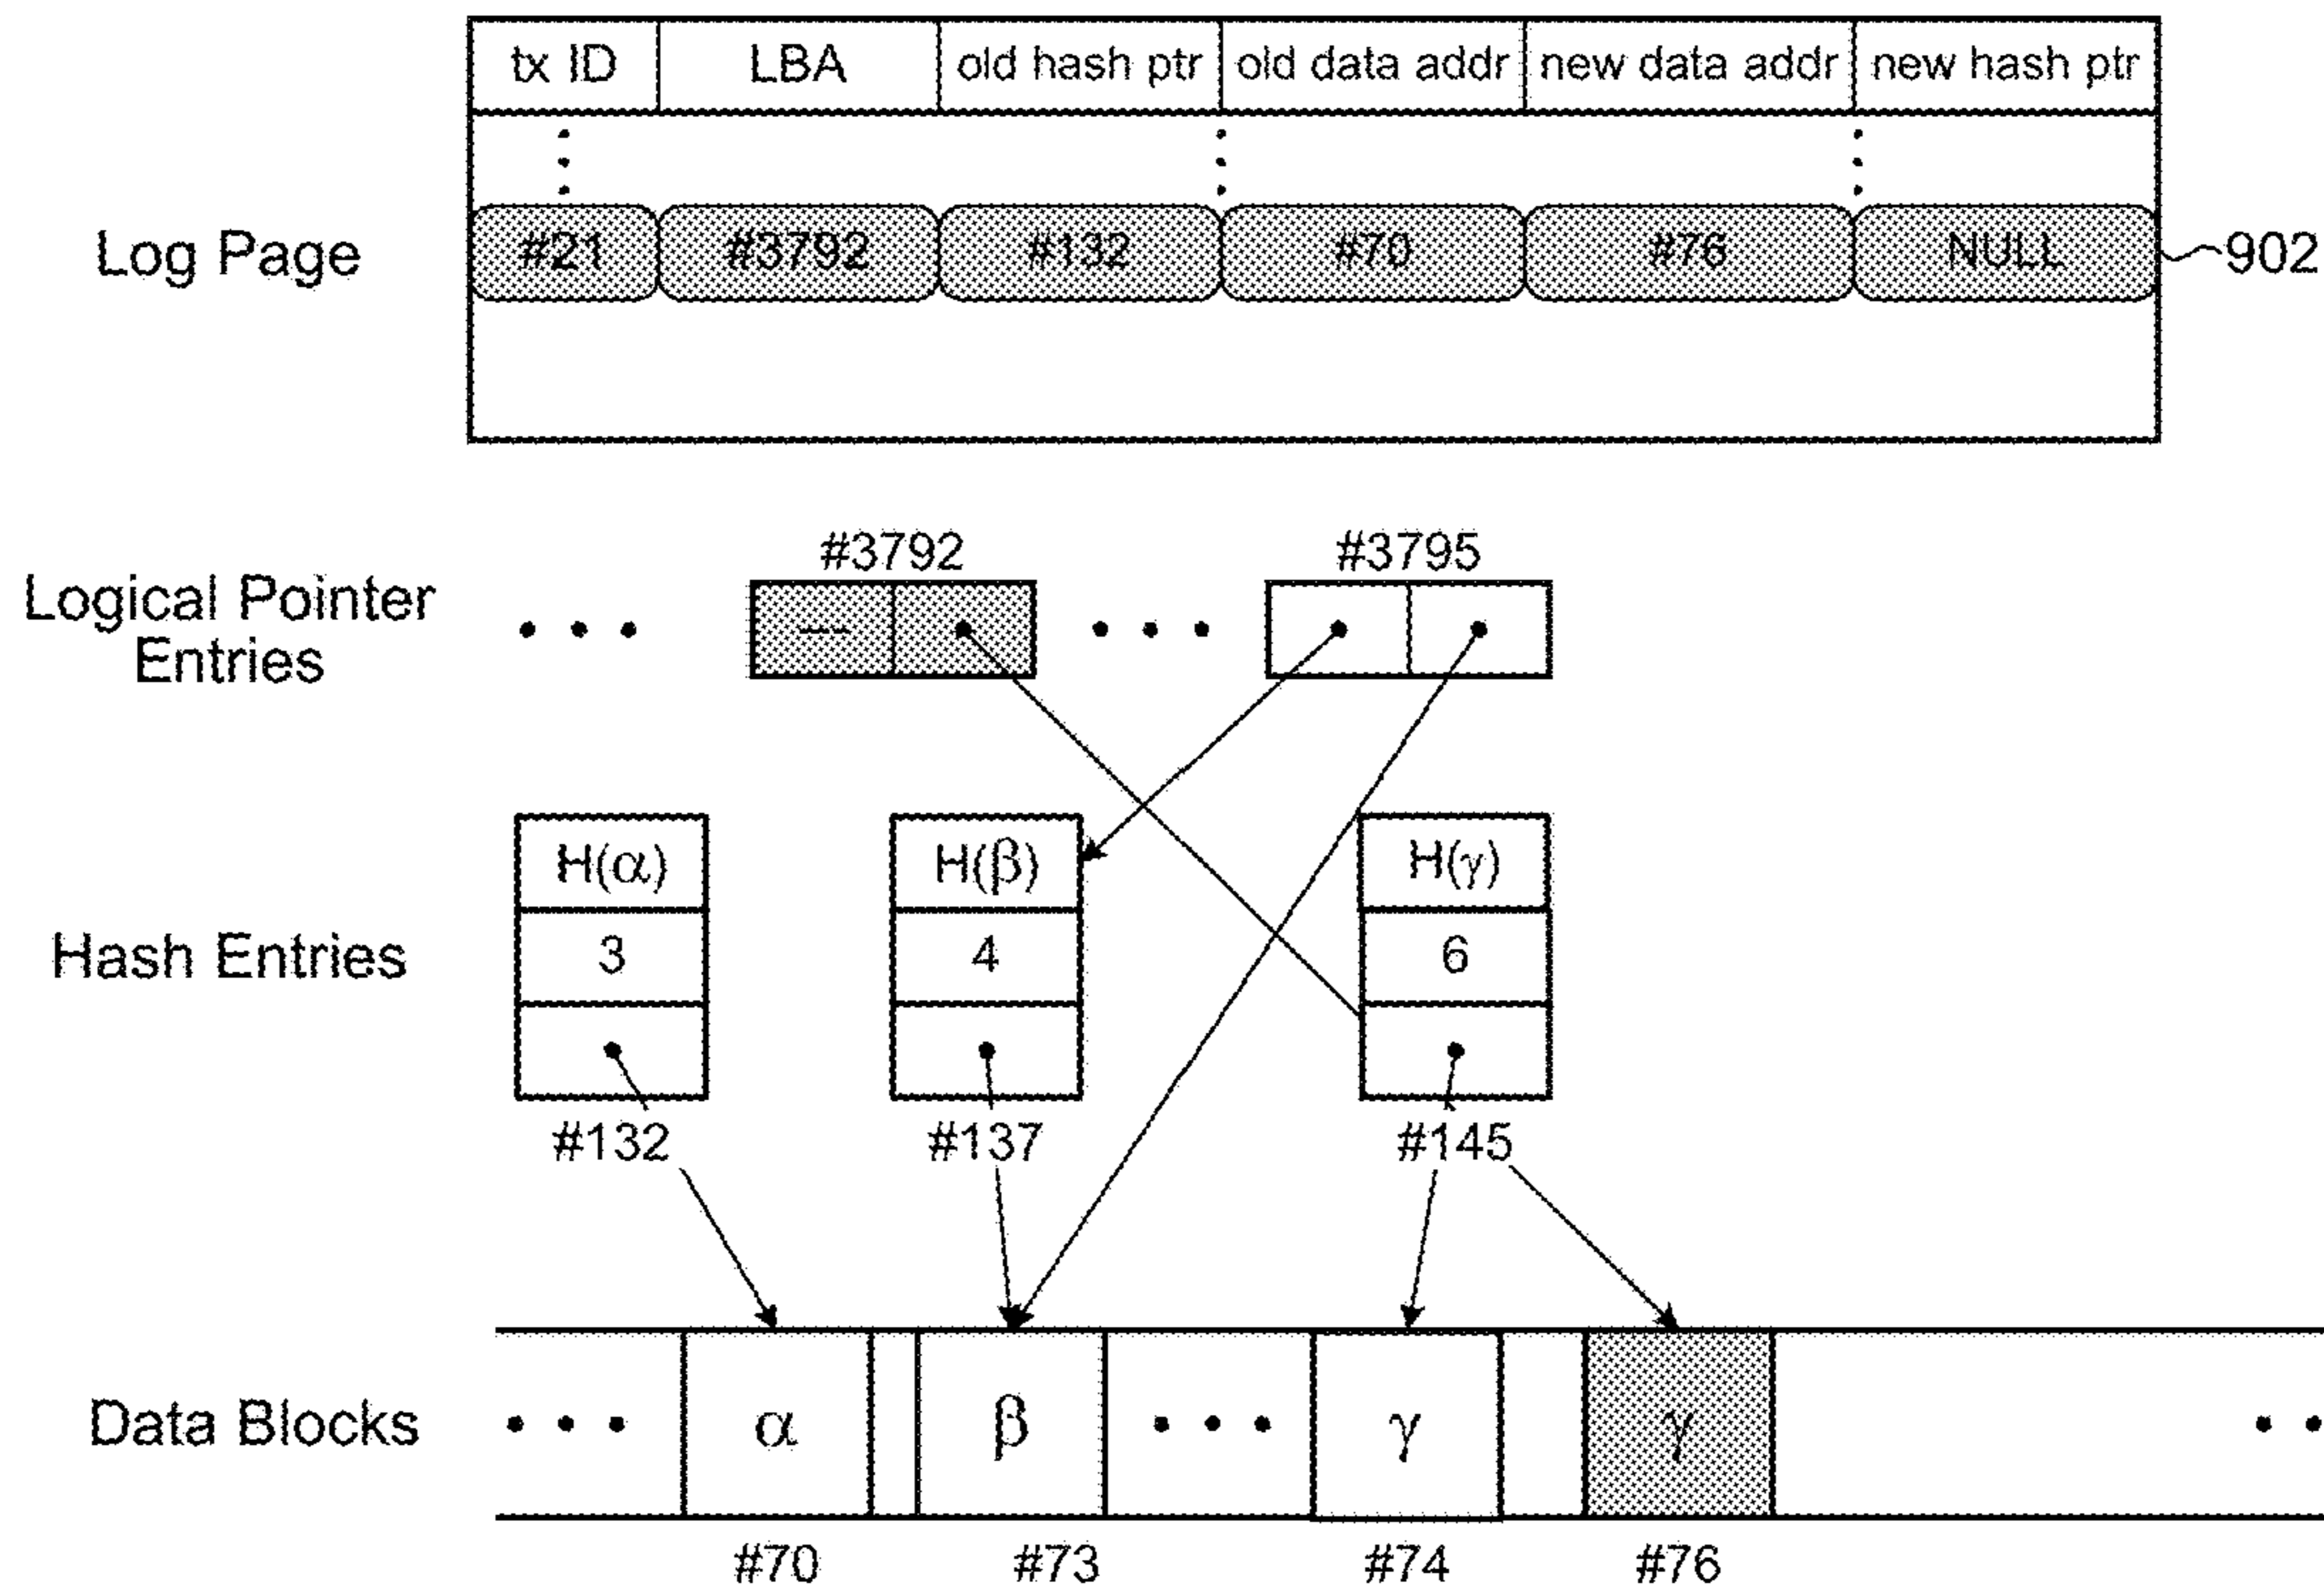 tx ID LBA old hash ptr old data addr new data addr new hash ptr
Log Page #21 #3792 #132 #70 #76 NULL 902
#3792 #3795
Logical Pointer
Entries
H(α) H(β) H(γ)
Hash Entries 3 4 6
#132 #137 #145
Data Blocks α β γ γ
#70 #73 #74 #76